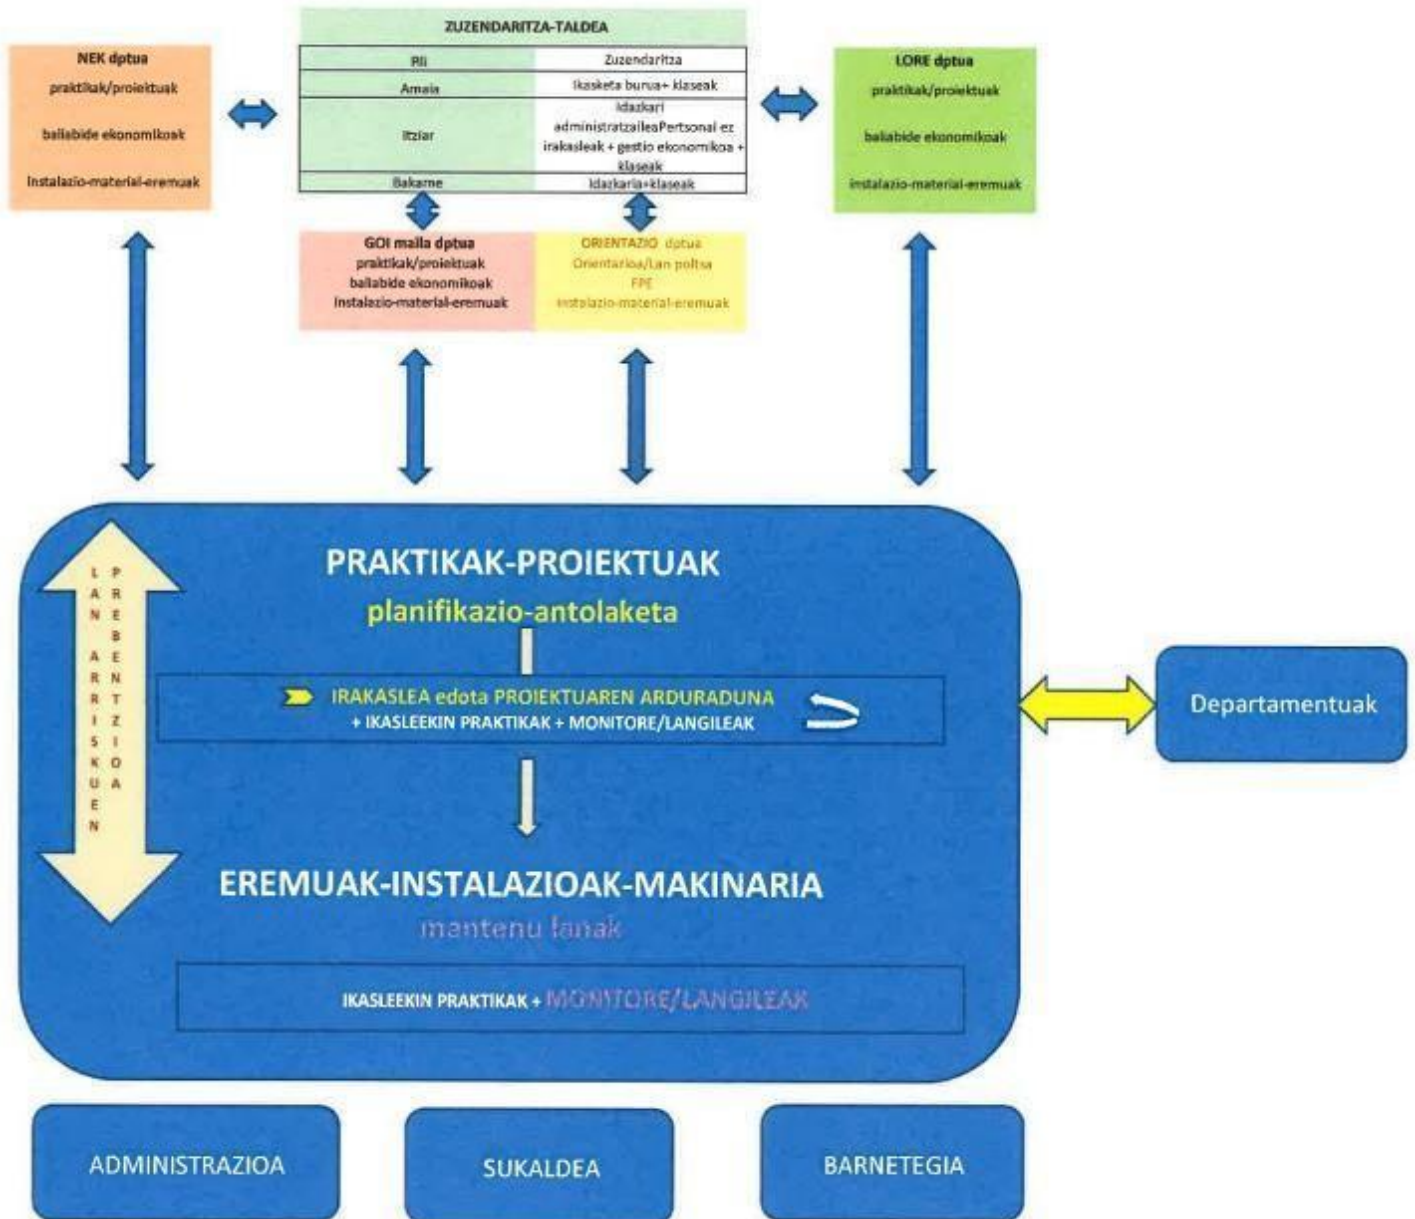 ZUZENDARITZA-TALDEA
Pili Zuzendaritza
Amaia Ikasketa burua+ klaseak
Itziar
Idazkari
administratzaileaPertsonal ez
irakasleak + gestio ekonomikoa +
klaseak
Bakarne Idazkaria+klaseak
NEK dptua
praktikak/proiektuak
baliabide ekonomikoak
instalazio-material-eremuak
LORE dptua
praktikak/proiektuak
baliabide ekonomikoak
instalazio-material-eremuak
GOI maila dptua
praktikak/proiektuak
baliabide ekonomikoak
instalazio-material-eremuak
ORIENTAZIO dptua
Orientazioa/Lan poltsa
FPE
instalazio-material-eremuak
LAN ARRISKUEN
PREBENTZIOA
PRAKTIKAK-PROIEKTUAK
planifikazio-antolaketa
IRAKASLEA edota PROIEKTUAREN ARDURADUNA
+ IKASLEEKIN PRAKTIKAK + MONITORE/LANGILEAK
EREMUAK-INSTALAZIOAK-MAKINARIA
mantenu lanak
IKASLEEKIN PRAKTIKAK + MONITORE/LANGILEAK
Departamentuak
ADMINISTRAZIOA
SUKALDEA
BARNETEGIA